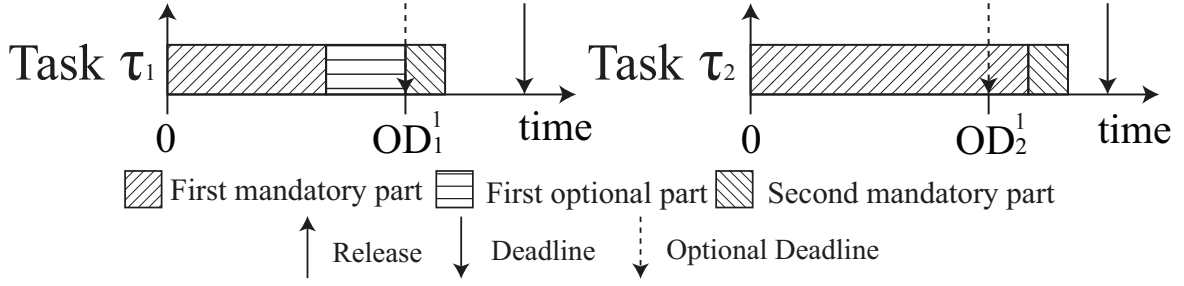 Task τ₁
0
OD₁¹
time
Task τ₂
0
OD₂¹
time
First mandatory part
First optional part
Second mandatory part
Release
Deadline
Optional Deadline